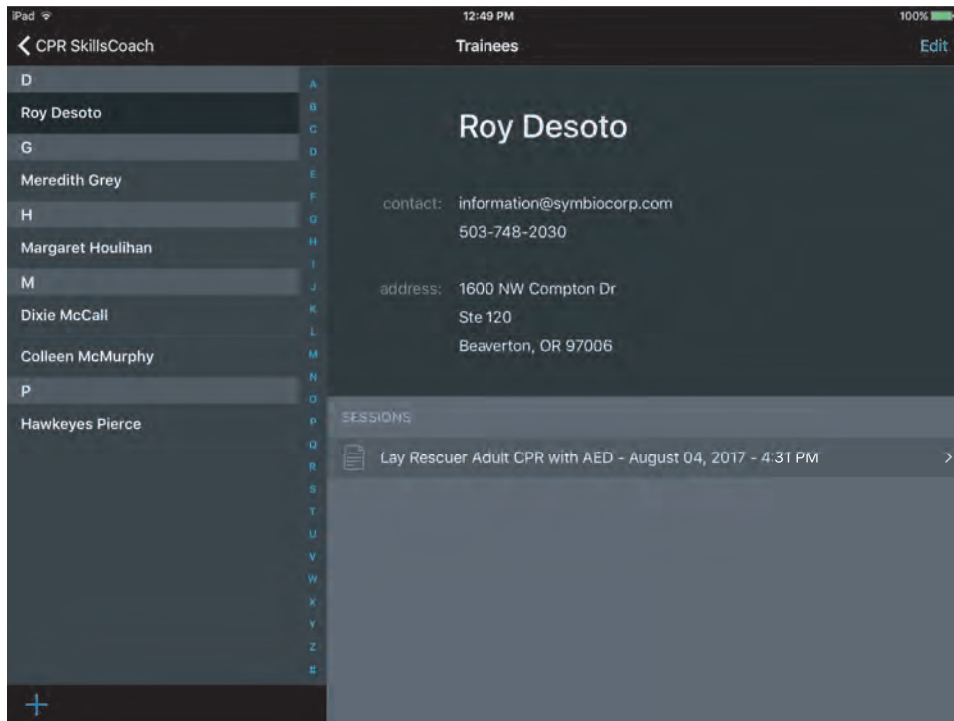 iPad 12:49 PM 100%
CPR SkillsCoach Trainees Edit
D
Roy Desoto
G
Meredith Grey
H
Margaret Houlihan
M
Dixie McCall
Colleen McMurphy
P
Hawkeyes Pierce
A
B
C
D
E
F
G
H
I
J
K
L
M
N
O
P
Q
R
S
T
U
V
W
X
Y
Z
#
Roy Desoto
contact: information@symbiocorp.com
503-748-2030
address: 1600 NW Compton Dr
Ste 120
Beaverton, OR 97006
SESSIONS
Lay Rescuer Adult CPR with AED - August 04, 2017 - 4:31 PM